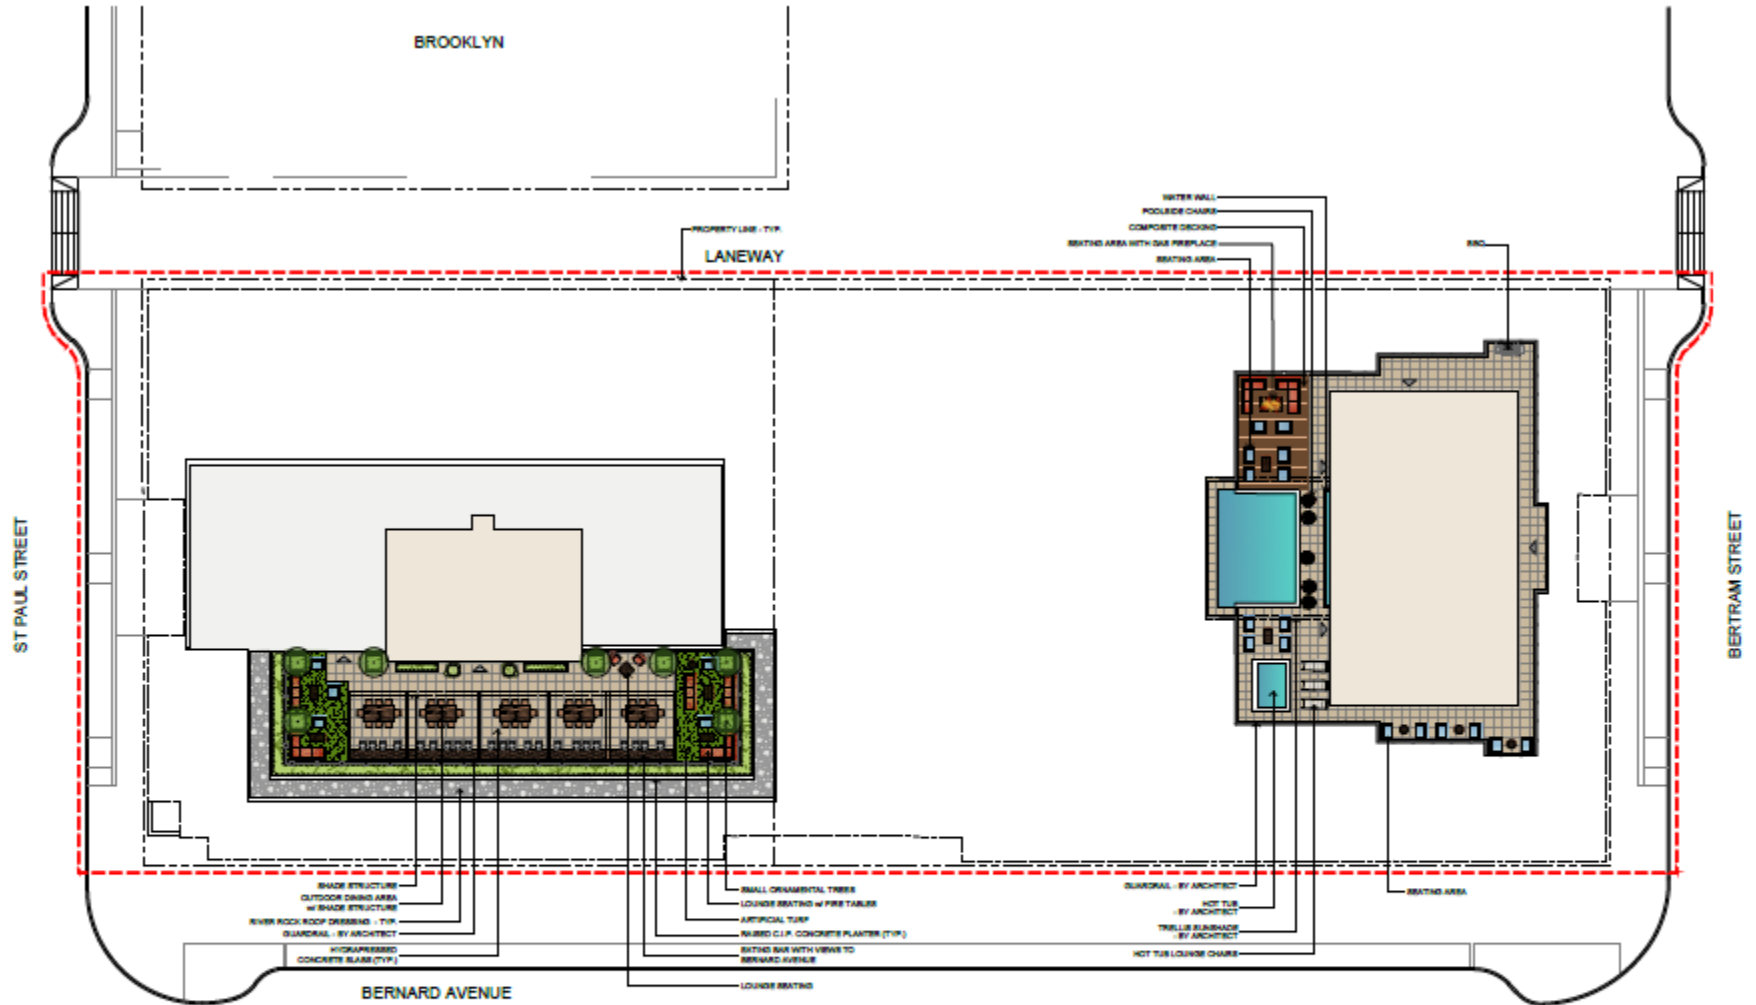 BROOKLYN
WATER WALL
POOLSIDE CHAIRS
COMPOSITE DECKING
SEATING AREA WITH GAS FIREPLACE
SEATING AREA
BBQ
PROPERTY LINE - TYP.
LANEWAY
ST PAUL STREET
BERTRAM STREET
SHADE STRUCTURE
OUTDOOR DINING AREA
w/ SHADE STRUCTURE
RIVER ROCK ROOF DRESSING - TYP.
GUARDRAIL - BY ARCHITECT
HYDRAPRESSED
CONCRETE SLABS (TYP.)
SMALL ORNAMENTAL TREES
LOUNGE SEATING w/ FIRE TABLES
ARTIFICIAL TURF
RAISED C.I.P. CONCRETE PLANTER (TYP.)
EATING BAR WITH VIEWS TO
BERNARD AVENUE
LOUNGE SEATING
GUARDRAIL - BY ARCHITECT
HOT TUB
- BY ARCHITECT
TRELLIS SUNSHADE
- BY ARCHITECT
HOT TUB LOUNGE CHAIRS
SEATING AREA
BERNARD AVENUE